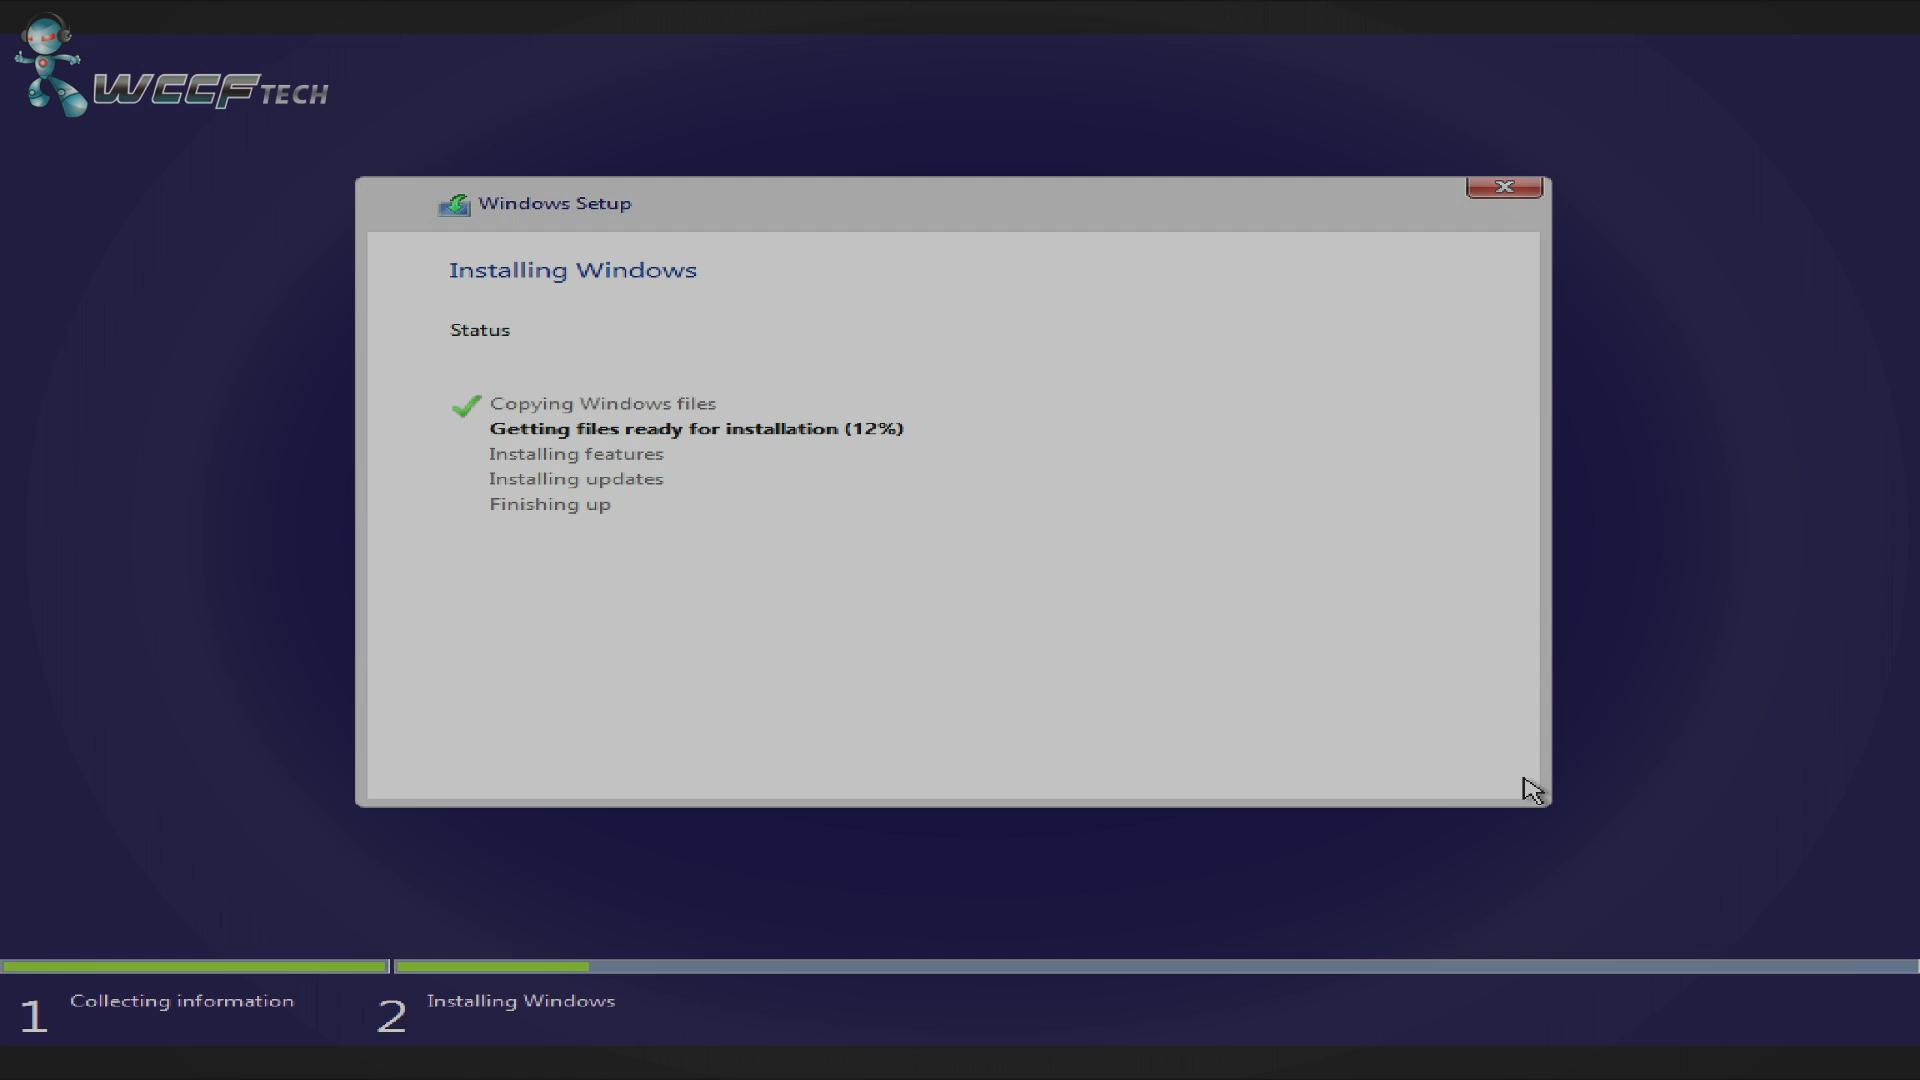 WCCFTECH
Windows Setup
Installing Windows
Status
Copying Windows files
Getting files ready for installation (12%)
Installing features
Installing updates
Finishing up
1 Collecting information
2 Installing Windows